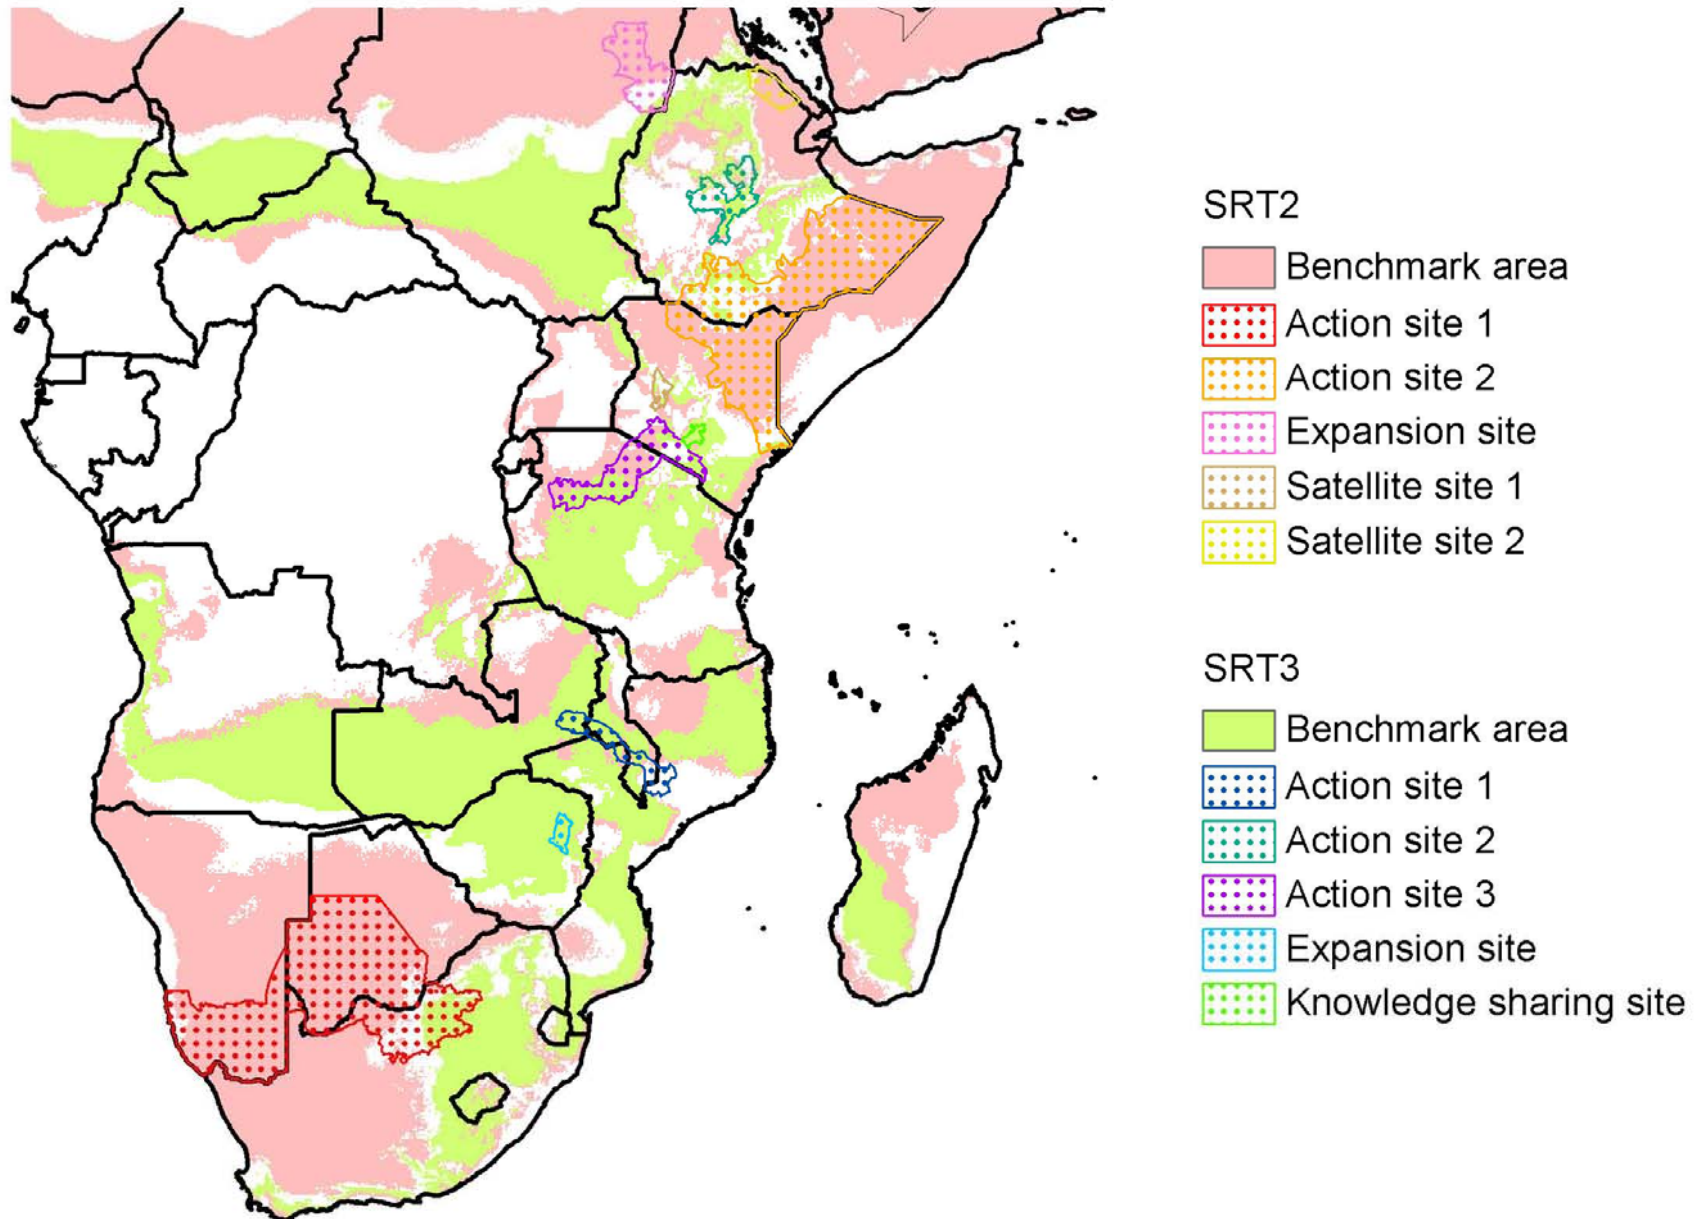 SRT2
Benchmark area
Action site 1
Action site 2
Expansion site
Satellite site 1
Satellite site 2
SRT3
Benchmark area
Action site 1
Action site 2
Action site 3
Expansion site
Knowledge sharing site